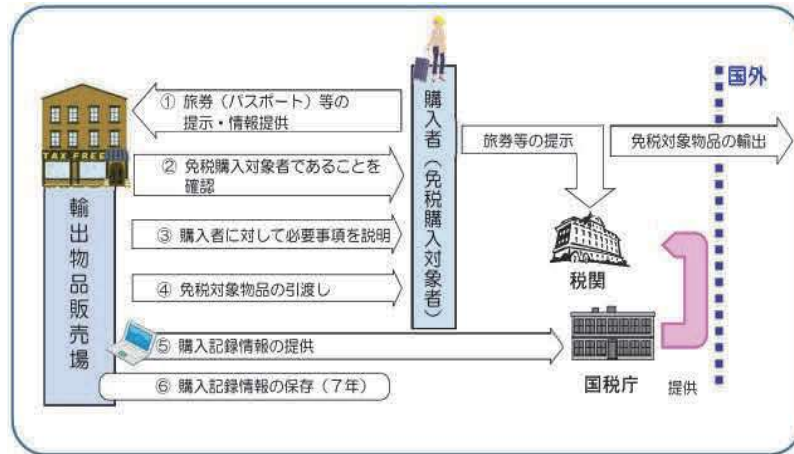 ① 旅券（パスポート）等の
提示・情報提供
② 免税購入対象者であることを
確認
③ 購入者に対して必要事項を説明
④ 免税対象物品の引渡し
⑤ 購入記録情報の提供
⑥ 購入記録情報の保存（7年）
TAX FREE
輸出物品販売場
購入者（免税購入対象者）
旅券等の提示
免税対象物品の輸出
国外
税関
国税庁
提供